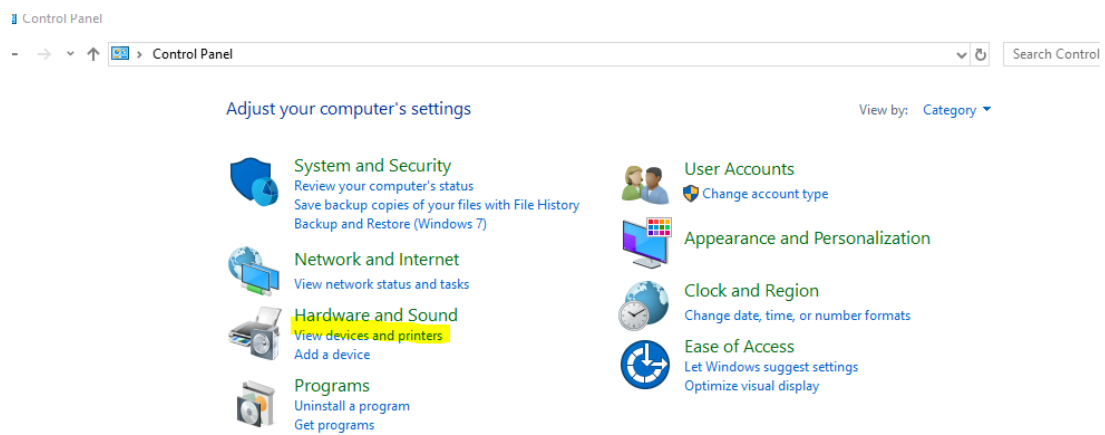 Control Panel
Control Panel
Search Control
Adjust your computer's settings
View by: Category
System and Security
Review your computer's status
Save backup copies of your files with File History
Backup and Restore (Windows 7)
Network and Internet
View network status and tasks
Hardware and Sound
View devices and printers
Add a device
Programs
Uninstall a program
Get programs
User Accounts
Change account type
Appearance and Personalization
Clock and Region
Change date, time, or number formats
Ease of Access
Let Windows suggest settings
Optimize visual display